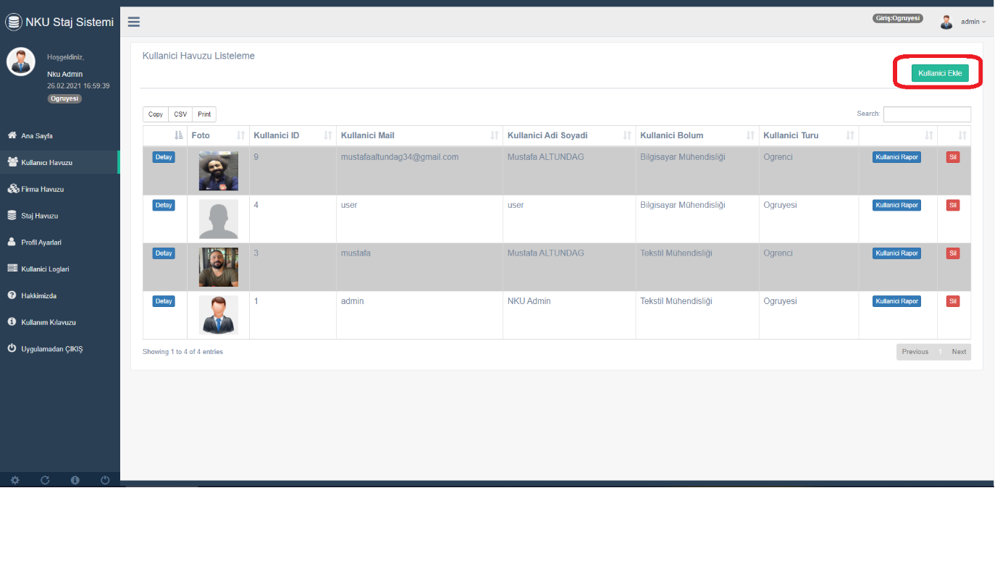 NKU Staj Sistemi
Giriş:Ogruyesi
admin
Hoşgeldiniz,
Nku Admin
26.02.2021 16:59:39
Ogruyesi
Ana Sayfa
Kullanıcı Havuzu
Firma Havuzu
Staj Havuzu
Profil Ayarlari
Kullanici Loglari
Hakkimizda
Kullanım Kılavuzu
Uygulamadan ÇIKIŞ
Kullanici Havuzu Listeleme
Kullanici Ekle
Copy CSV Print
Search:
Foto Kullanici ID Kullanici Mail Kullanici Adi Soyadi Kullanici Bolum Kullanici Turu
Detay 9 mustafaaltundag34@gmail.com Mustafa ALTUNDAG Bilgisayar Mühendisliği Ogrenci Kullanici Rapor Sil
Detay 4 user user Bilgisayar Mühendisliği Ogruyesi Kullanici Rapor Sil
Detay 3 mustafa Mustafa ALTUNDAG Tekstil Mühendisliği Ogrenci Kullanici Rapor Sil
Detay 1 admin NKU Admin Tekstil Mühendisliği Ogruyesi Kullanici Rapor Sil
Showing 1 to 4 of 4 entries
Previous 1 Next